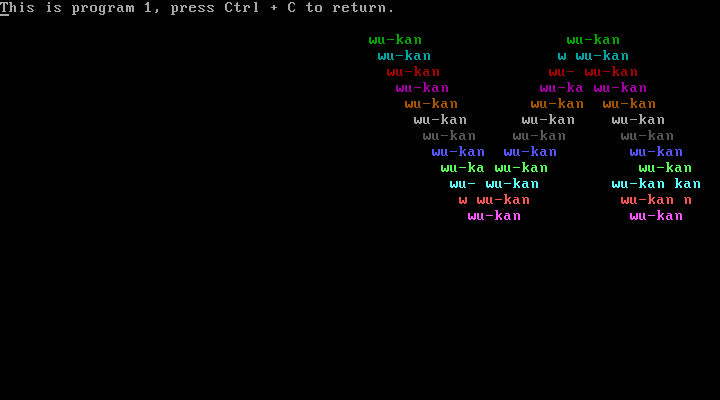 This is program 1, press Ctrl + C to return.
wu-kan wu-kan
wu-kan w wu-kan
wu-kan wu- wu-kan
wu-kan wu-ka wu-kan
wu-kan wu-kan wu-kan
wu-kan wu-kan wu-kan
wu-kan wu-kan wu-kan
wu-kan wu-kan wu-kan
wu-ka wu-kan wu-kan
wu- wu-kan wu-kan kan
w wu-kan wu-kan n
wu-kan wu-kan